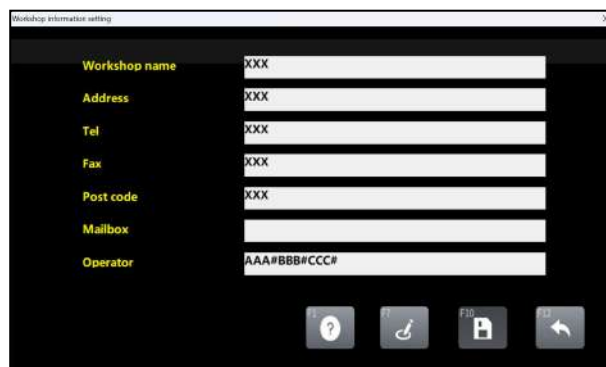 Workshop information setting
Workshop name XXX
Address XXX
Tel XXX
Fax XXX
Post code XXX
Mailbox
Operator AAA#BBB#CCC#
F1 ? F7 F10 F12